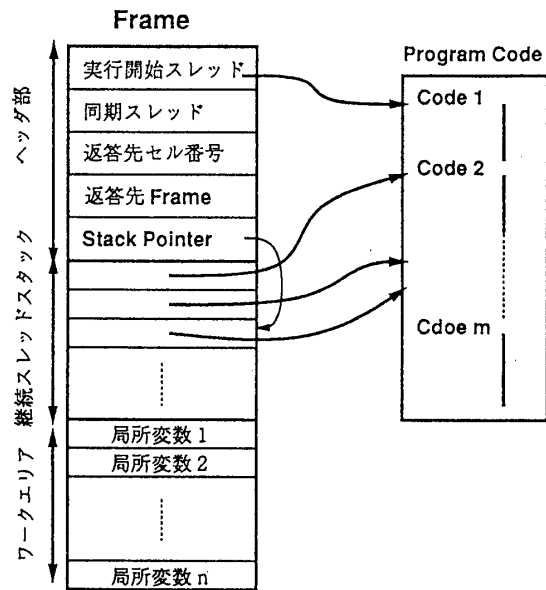 Frame
ヘッダ部
実行開始スレッド
同期スレッド
返答先セル番号
返答先 Frame
Stack Pointer
継続スレッドスタック
ワークエリア
局所変数 1
局所変数 2
局所変数 n
Program Code
Code 1
Code 2
Cdoe m